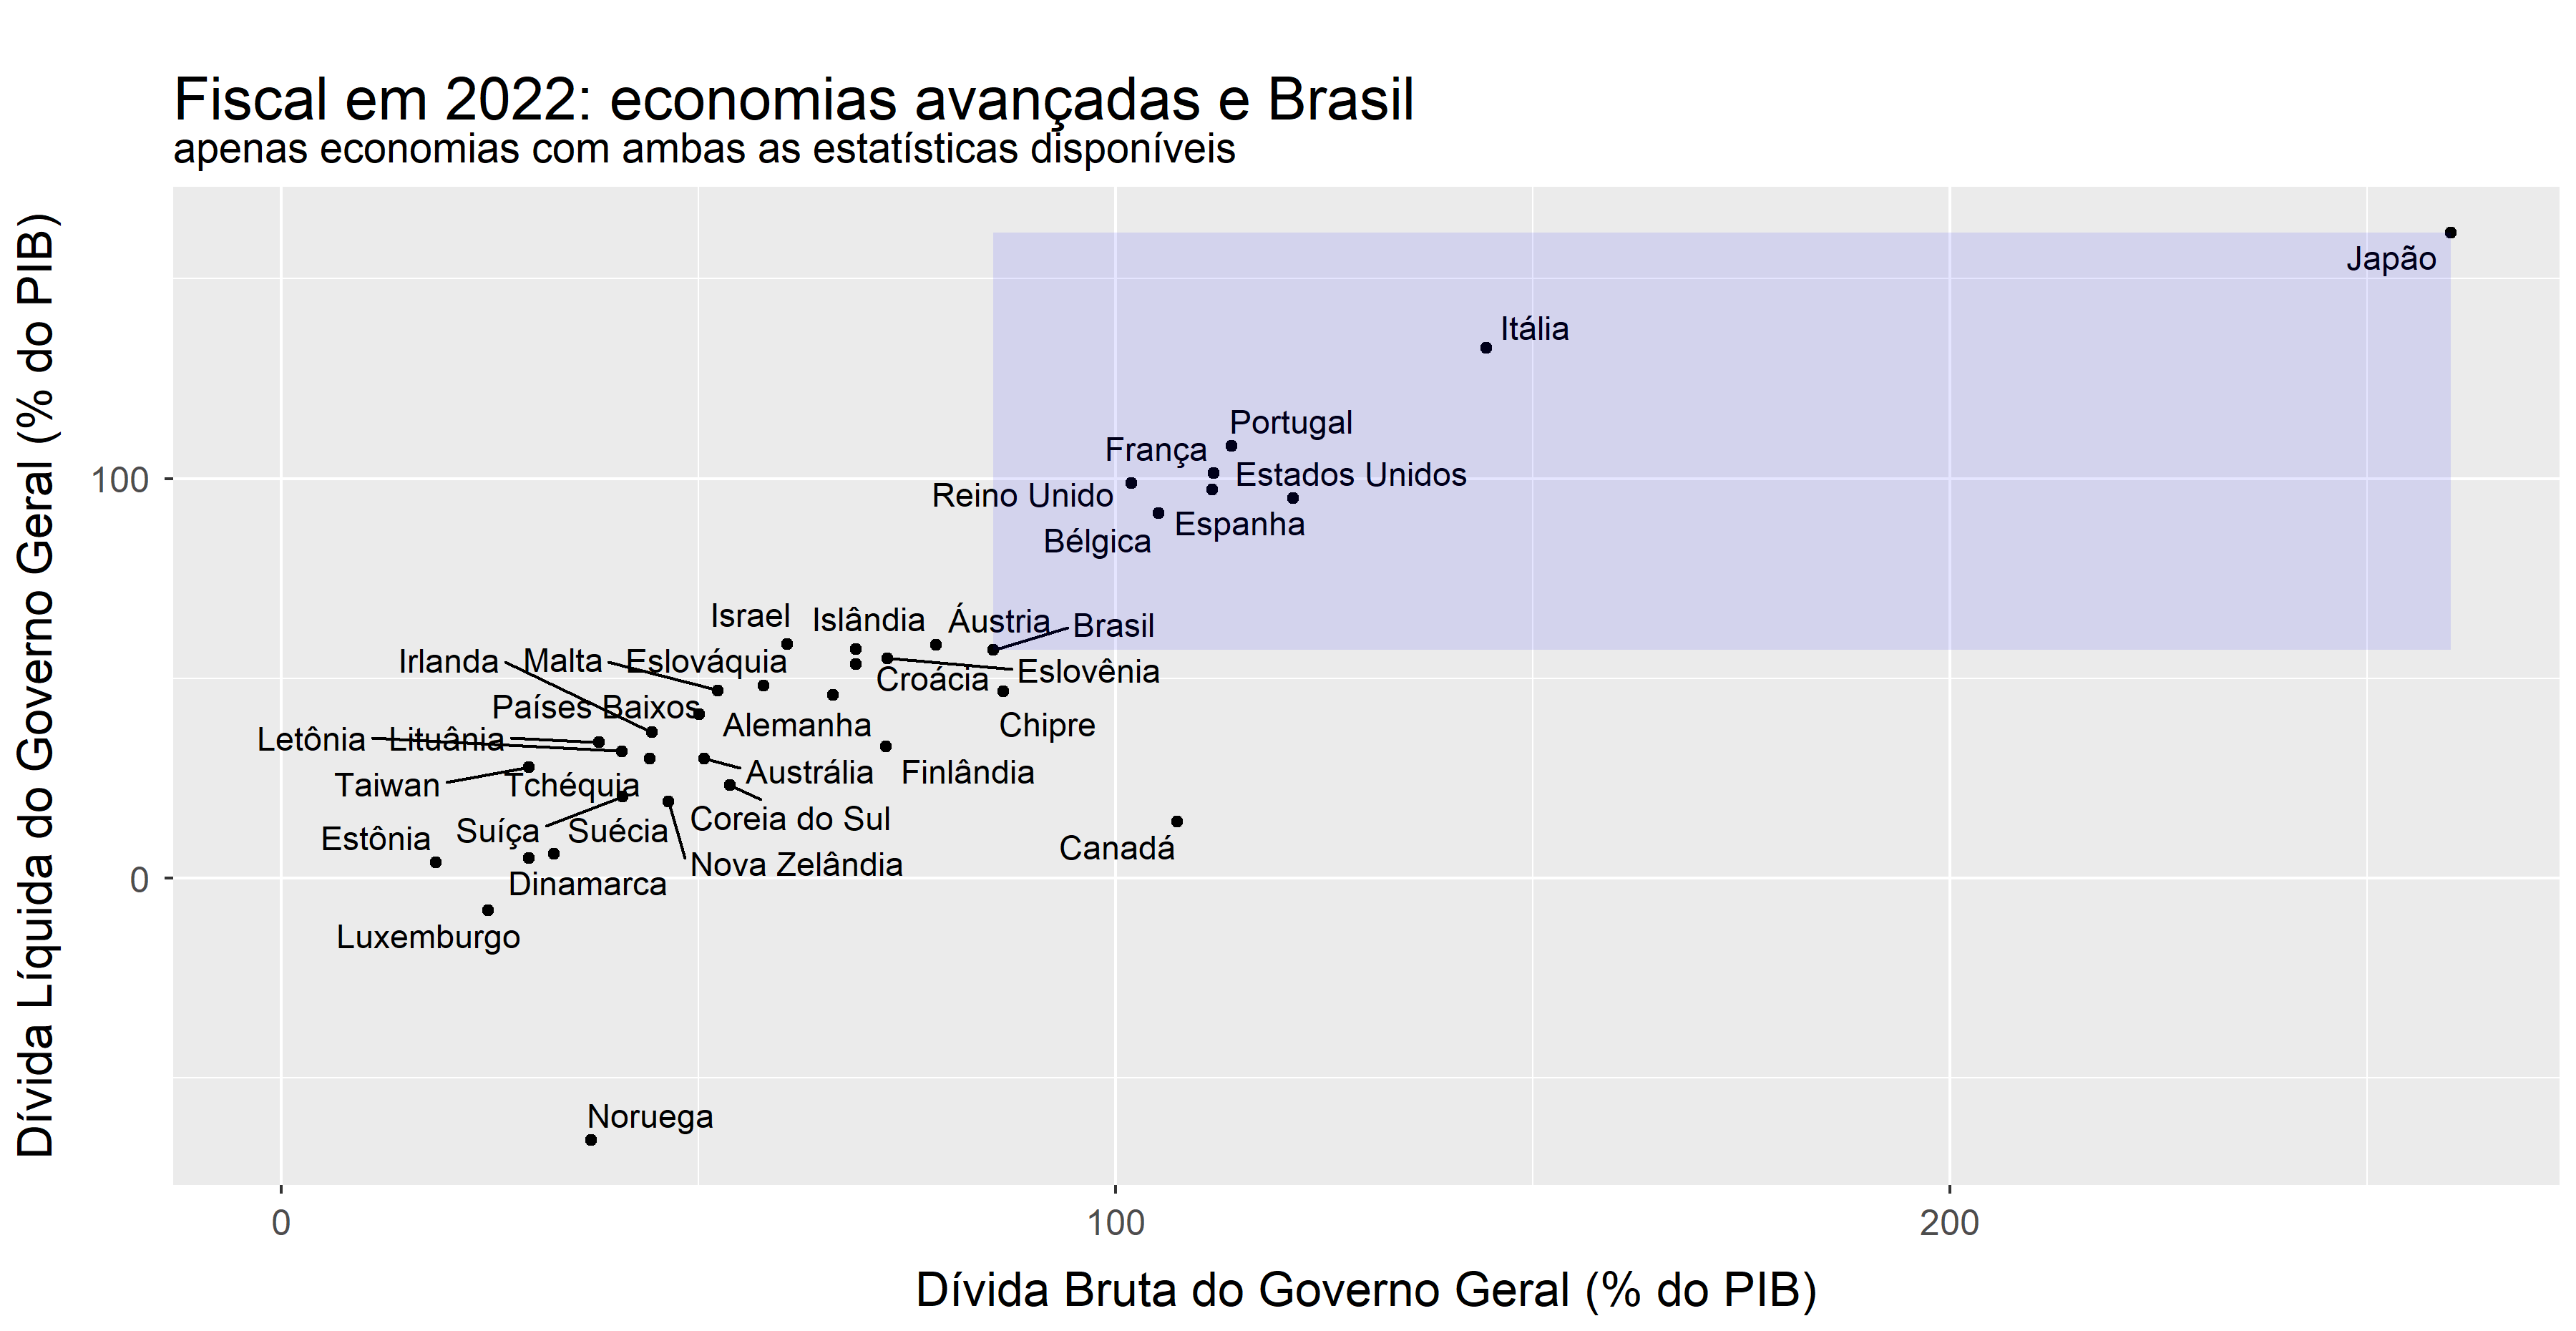 Fiscal em 2022: economias avançadas e Brasil
apenas economias com ambas as estatísticas disponíveis
Dívida Líquida do Governo Geral (% do PIB)
100
0
Japão
Itália
Portugal
França
Estados Unidos
Reino Unido
Espanha
Bélgica
Israel
Islândia
Áustria
Brasil
Irlanda
Malta
Eslováquia
Eslovênia
Croácia
Países Baixos
Alemanha
Chipre
Letônia
Lituânia
Taiwan
Tchéquia
Austrália
Finlândia
Estônia
Suíça
Suécia
Coreia do Sul
Canadá
Nova Zelândia
Dinamarca
Luxemburgo
Noruega
0
100
200
Dívida Bruta do Governo Geral (% do PIB)